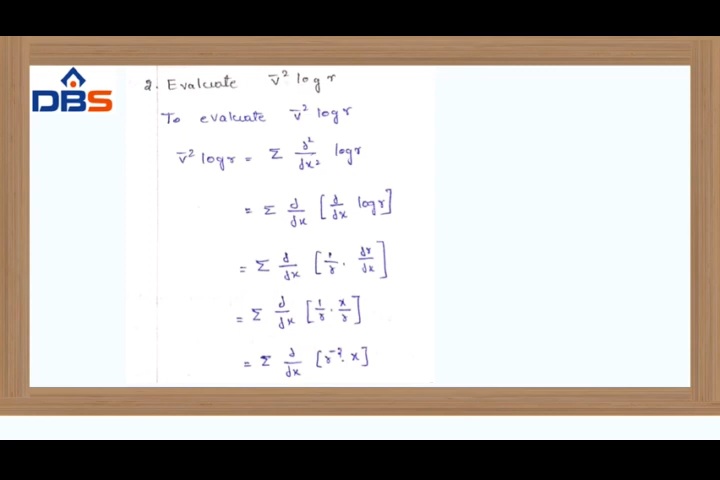 DBS
2. Evaluate ∇̅² log r
To evaluate ∇̅² log r
∇̅² log r = Σ ∂²/∂x² log r
= Σ ∂/∂x [∂/∂x log r]
= Σ ∂/∂x [1/r · ∂r/∂x]
= Σ ∂/∂x [1/r · x/r]
= Σ ∂/∂x [r⁻² · x]